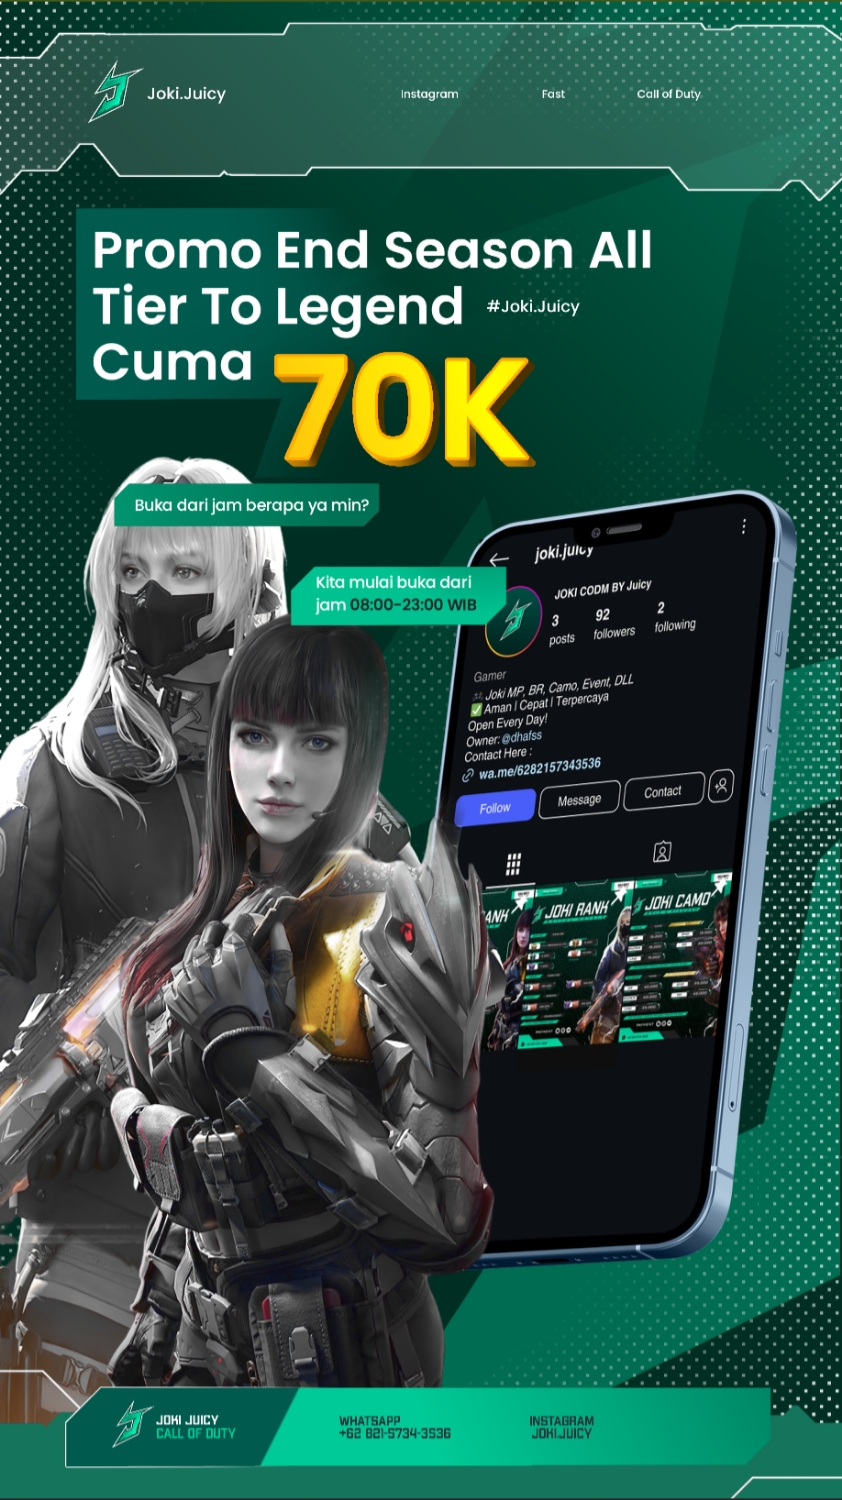 Joki.Juicy
Instagram
Fast
Call of Duty
Promo End Season All
Tier To Legend
#Joki.Juicy
Cuma
70K
Buka dari jam berapa ya min?
Kita mulai buka dari
jam 08:00-23:00 WIB
joki.juicy
JOKI CODM BY Juicy
3
92
2
posts
followers
following
Gamer
Joki MP, BR, Camo, Event, DLL
✅ Aman | Cepat | Terpercaya
Open Every Day!
Owner: @dhafss
Contact Here :
wa.me/6282157343536
Follow
Message
Contact
ANK
JOKI RANK
JOKI CAMO
JOKI JUICY
CALL OF DUTY
WHATSAPP
+62 821-5734-3536
INSTAGRAM
JOKI.JUICY